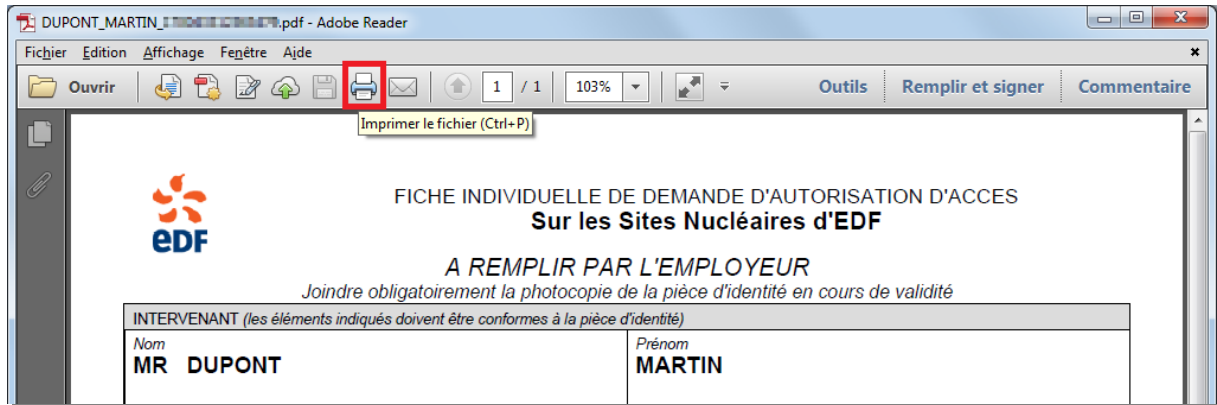 DUPONT_MARTIN_ .pdf - Adobe Reader
Fichier Edition Affichage Fenêtre Aide
Ouvrir 1 / 1 103% Outils Remplir et signer Commentaire
Imprimer le fichier (Ctrl+P)
FICHE INDIVIDUELLE DE DEMANDE D'AUTORISATION D'ACCES
Sur les Sites Nucléaires d'EDF
eDF
A REMPLIR PAR L'EMPLOYEUR
Joindre obligatoirement la photocopie de la pièce d'identité en cours de validité
INTERVENANT (les éléments indiqués doivent être conformes à la pièce d'identité)
Nom Prénom
MR DUPONT MARTIN